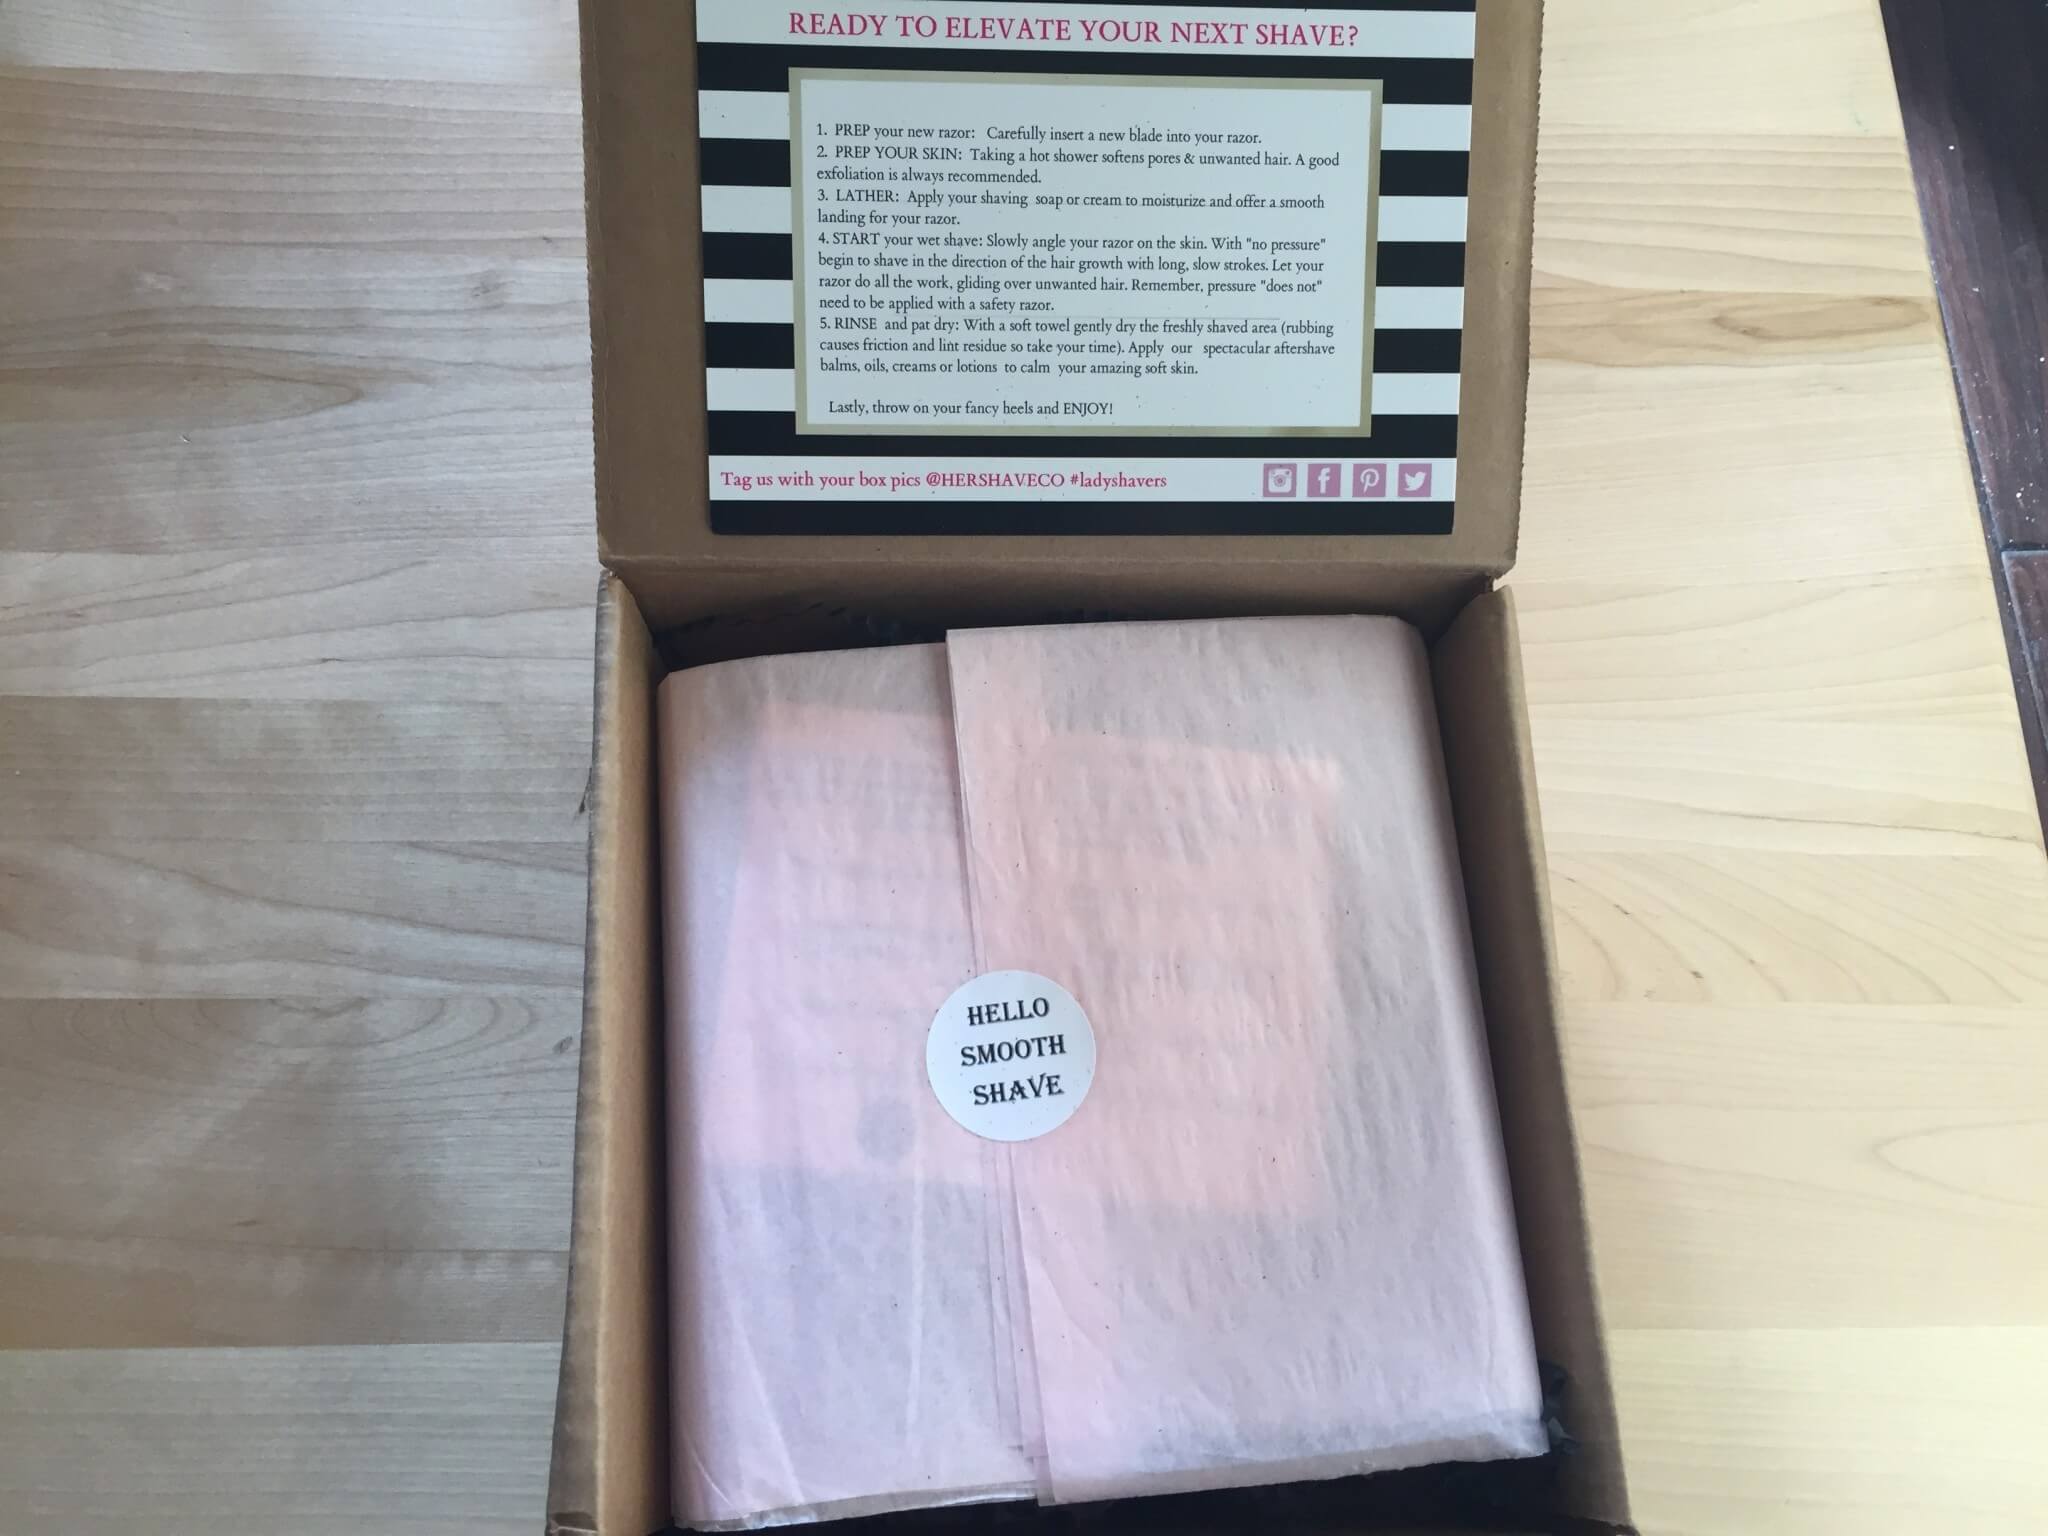 READY TO ELEVATE YOUR NEXT SHAVE?
1. PREP your new razor: Carefully insert a new blade into your razor.
2. PREP YOUR SKIN: Taking a hot shower softens pores & unwanted hair. A good
exfoliation is always recommended.
3. LATHER: Apply your shaving soap or cream to moisturize and offer a smooth
landing for your razor.
4. START your wet shave: Slowly angle your razor on the skin. With "no pressure"
begin to shave in the direction of the hair growth with long, slow strokes. Let your
razor do all the work, gliding over unwanted hair. Remember, pressure "does not"
need to be applied with a safety razor.
5. RINSE and pat dry: With a soft towel gently dry the freshly shaved area (rubbing
causes friction and lint residue so take your time). Apply our spectacular aftershave
balms, oils, creams or lotions to calm your amazing soft skin.
Lastly, throw on your fancy heels and ENJOY!
Tag us with your box pics @HERSHAVECO #ladyshavers
HELLO
SMOOTH
SHAVE